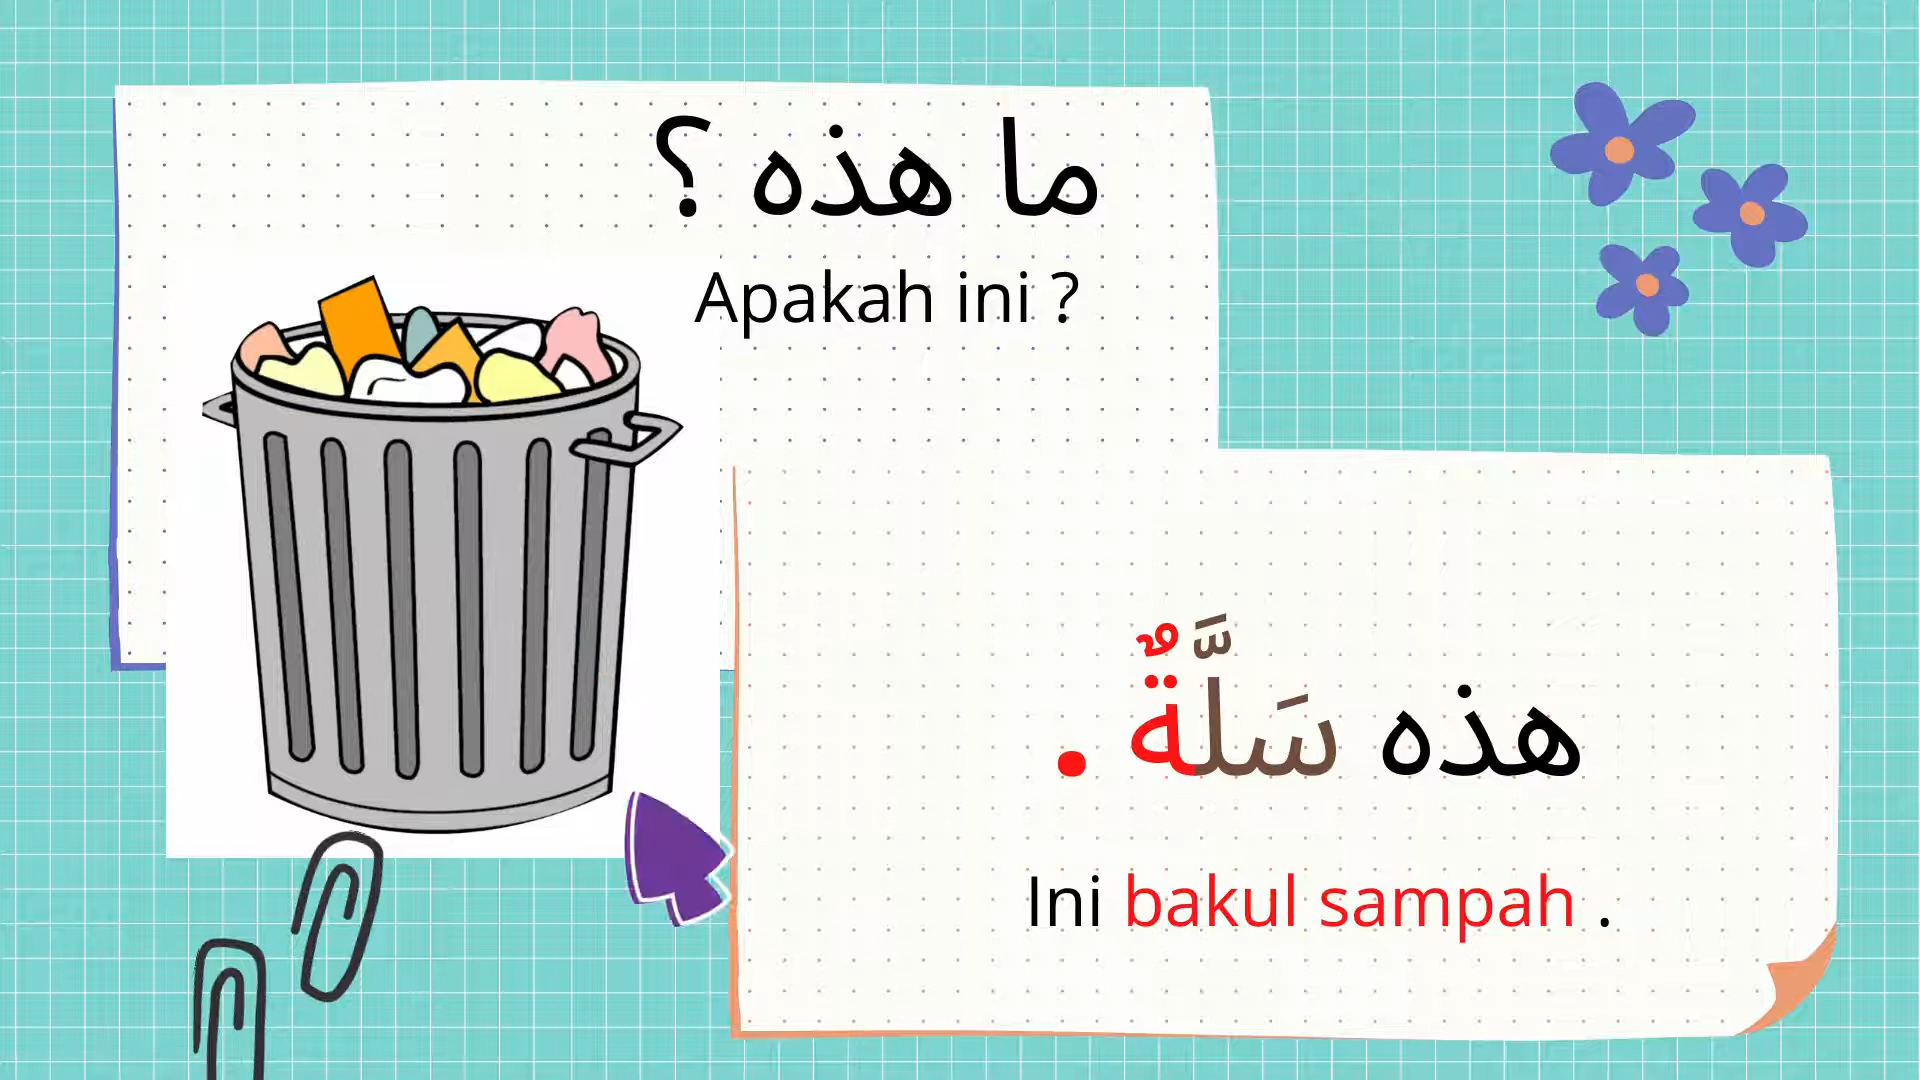 ما هذه ؟
Apakah ini ?
هذه سَلَّةٌ .
Ini bakul sampah .